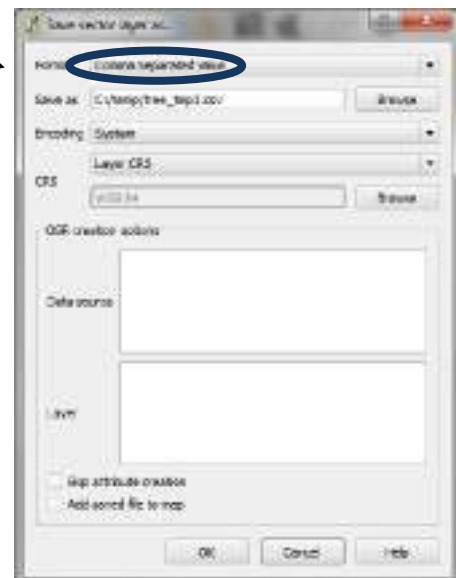 Save vector layer as...
Format Comma separated value
Save as C:/temp/tree_tmp1.csv Browse
Encoding System
Layer CRS
CRS Browse
OGR creation options
Data source
Layer
Skip attribute creation
Add saved file to map
OK Cancel Help